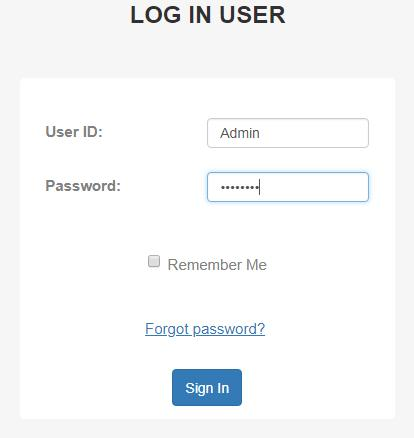 LOG IN USER
User ID: Admin
Password: ••••••••
Remember Me
Forgot password?
Sign In